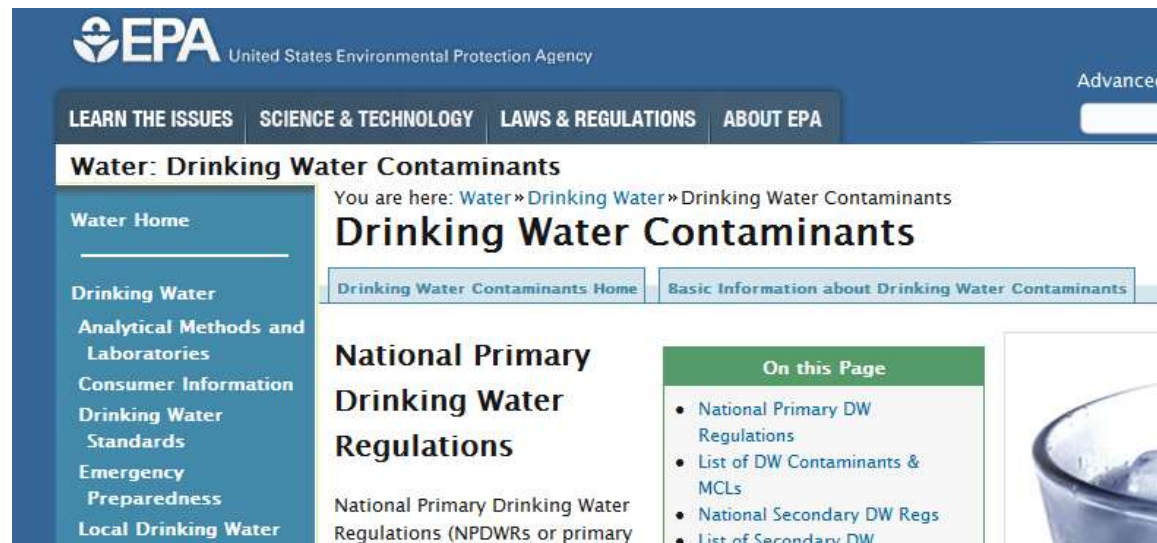 EPA United States Environmental Protection Agency
Advanced
LEARN THE ISSUES SCIENCE & TECHNOLOGY LAWS & REGULATIONS ABOUT EPA
Water: Drinking Water Contaminants
You are here: Water » Drinking Water » Drinking Water Contaminants
Drinking Water Contaminants
Drinking Water Contaminants Home Basic Information about Drinking Water Contaminants
Water Home
Drinking Water
Analytical Methods and
Laboratories
Consumer Information
Drinking Water
Standards
Emergency
Preparedness
Local Drinking Water
National Primary
Drinking Water
Regulations
National Primary Drinking Water
Regulations (NPDWRs or primary
On this Page
National Primary DW
Regulations
List of DW Contaminants &
MCLs
National Secondary DW Regs
List of Secondary DW